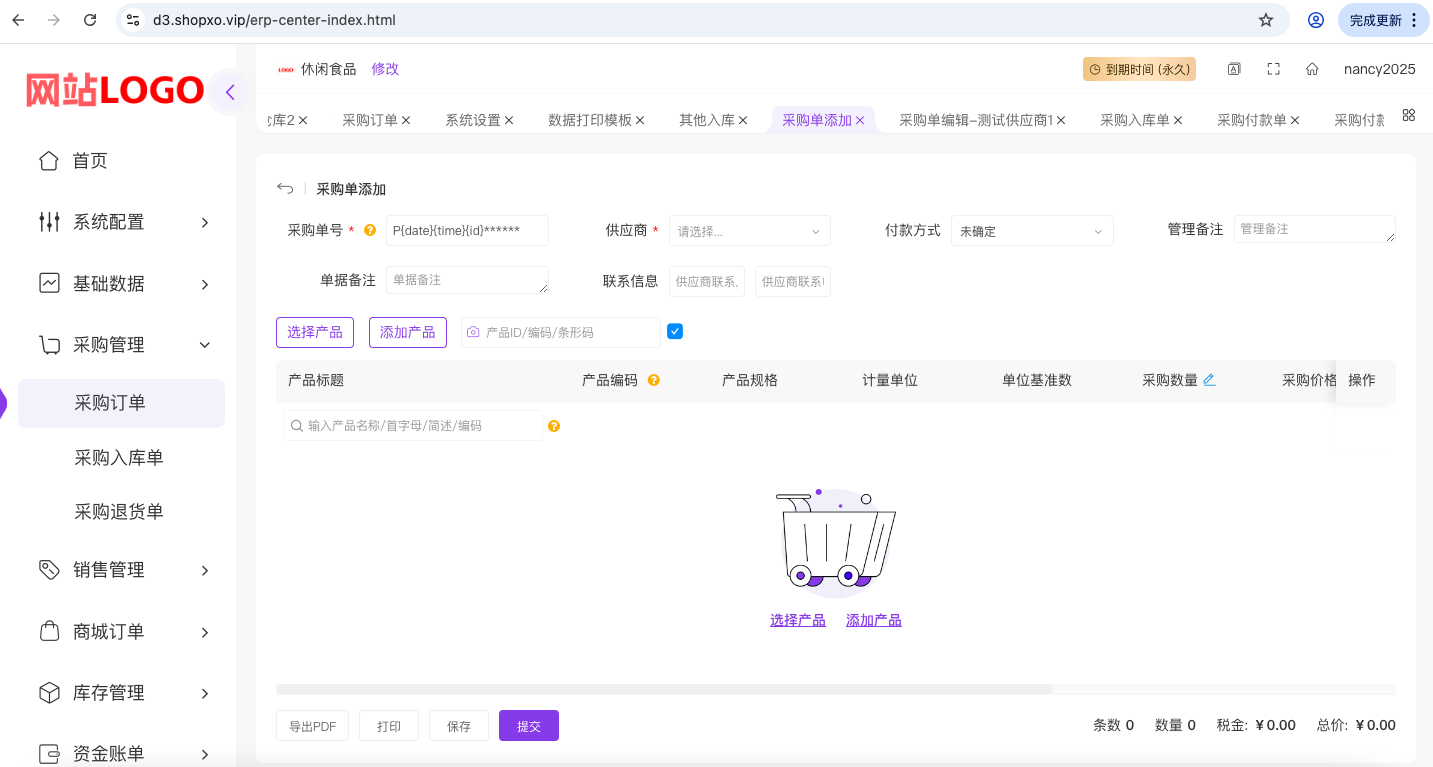 d3.shopxo.vip/erp-center-index.html
完成更新
网站LOGO
LOGO 休闲食品 修改
到期时间 (永久)
nancy2025
仓库2 采购订单 系统设置 数据打印模板 其他入库 采购单添加 采购单编辑-测试供应商1 采购入库单 采购付款单 采购付款
首页
系统配置
基础数据
采购管理
采购订单
采购入库单
采购退货单
销售管理
商城订单
库存管理
资金账单
采购单添加
采购单号 * P{date}{time}{id}****** 供应商 * 请选择... 付款方式 未确定 管理备注 管理备注
单据备注 单据备注 联系信息 供应商联系 供应商联系
选择产品 添加产品 产品ID/编码/条形码
产品标题 产品编码 产品规格 计量单位 单位基准数 采购数量 采购价格 操作
输入产品名称/首字母/简述/编码
选择产品 添加产品
导出PDF 打印 保存 提交
条数 0 数量 0 税金: ¥0.00 总价: ¥0.00